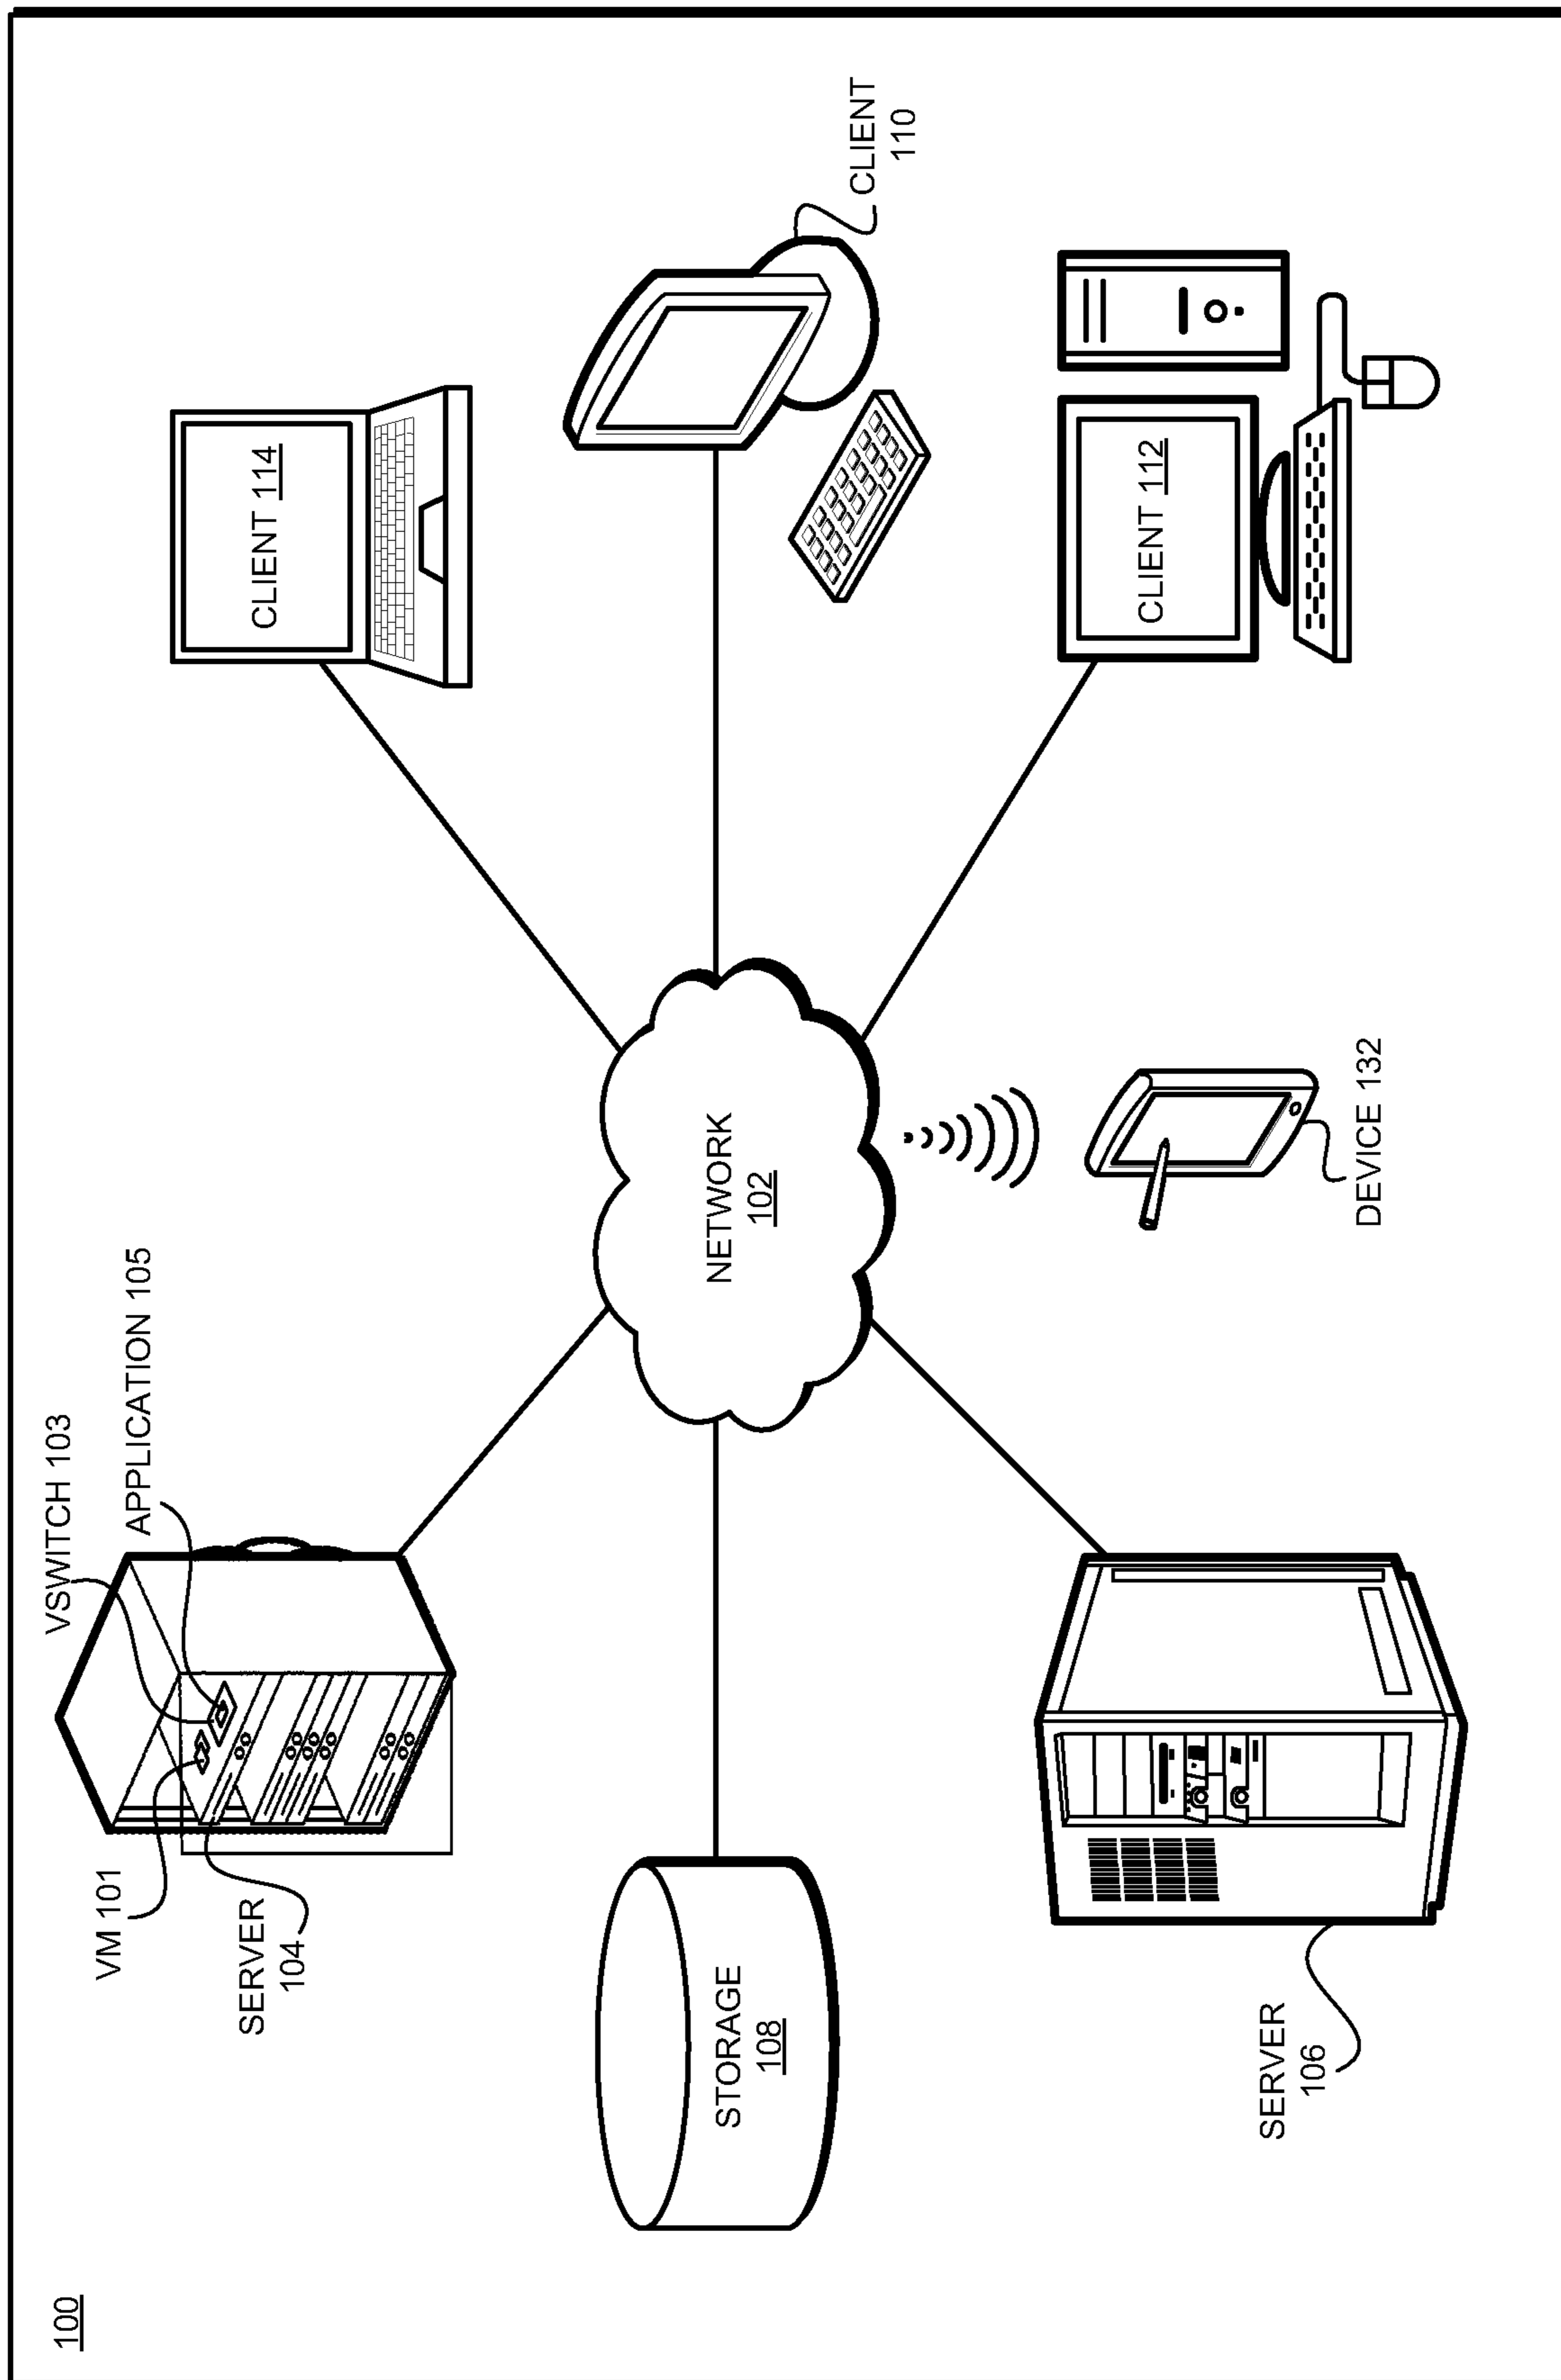 100
VSWITCH 103
APPLICATION 105
VM 101
SERVER
104
CLIENT 114
STORAGE
108
NETWORK
102
CLIENT
110
SERVER
106
DEVICE 132
CLIENT 112